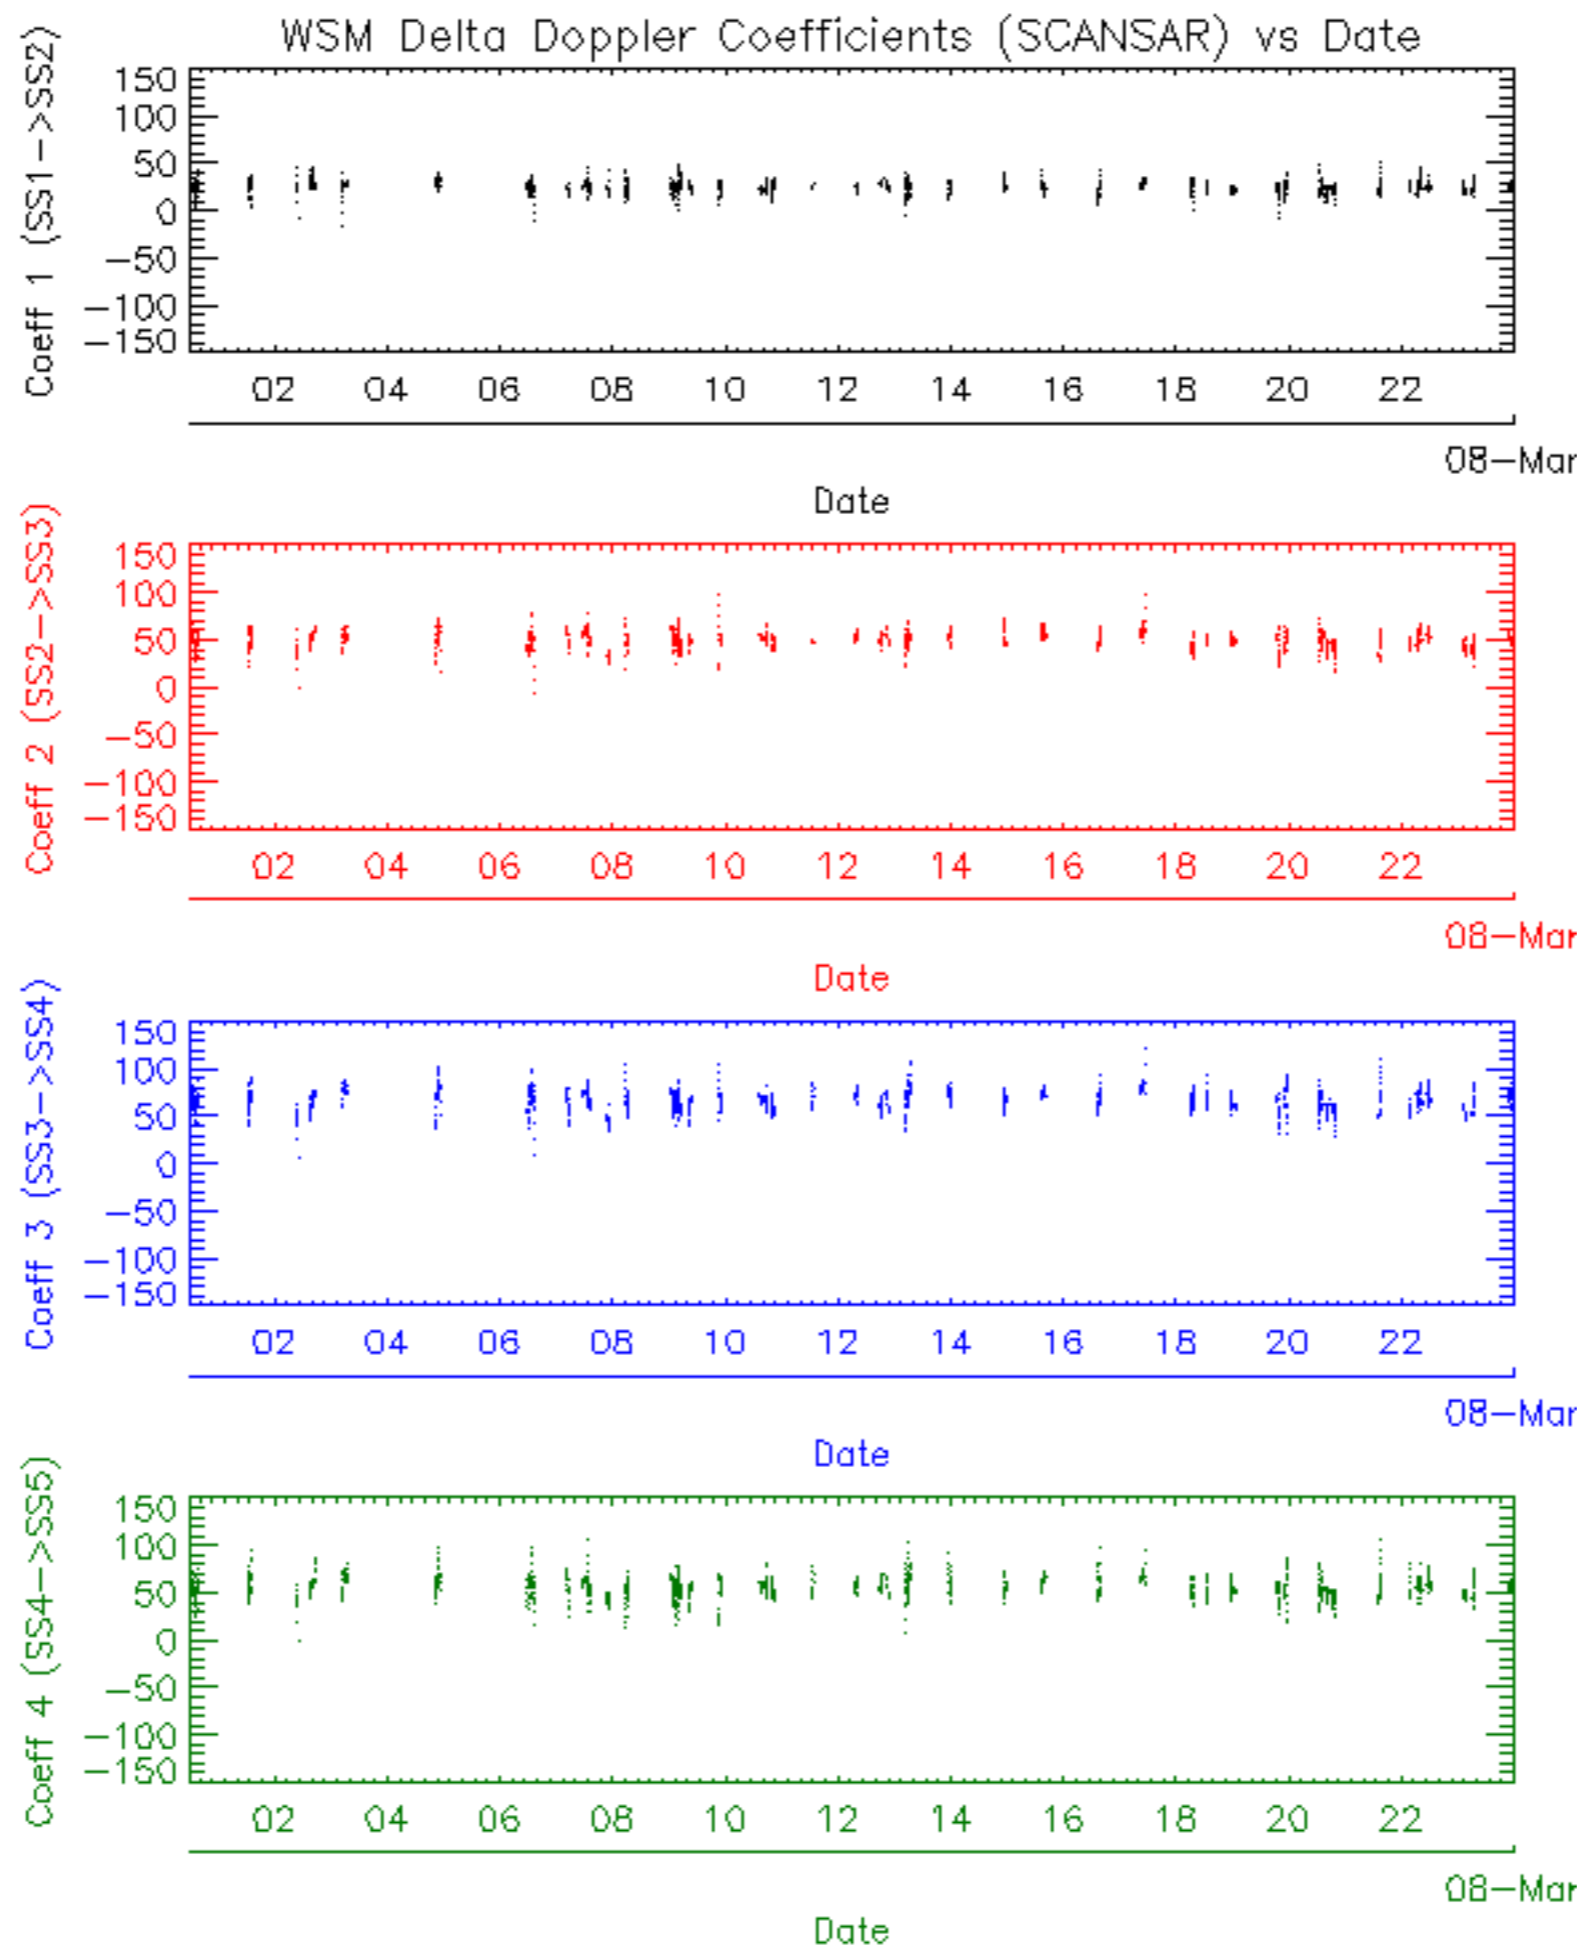 WSM Delta Doppler Coefficients (SCANSAR) vs Date
Coeff 1 (SS1->SS2)
150
100
50
0
-50
-100
-150
02 04 06 08 10 12 14 16 18 20 22
08-Mar
Date
Coeff 2 (SS2->SS3)
150
100
50
0
-50
-100
-150
02 04 06 08 10 12 14 16 18 20 22
08-Mar
Date
Coeff 3 (SS3->SS4)
150
100
50
0
-50
-100
-150
02 04 06 08 10 12 14 16 18 20 22
08-Mar
Date
Coeff 4 (SS4->SS5)
150
100
50
0
-50
-100
-150
02 04 06 08 10 12 14 16 18 20 22
08-Mar
Date